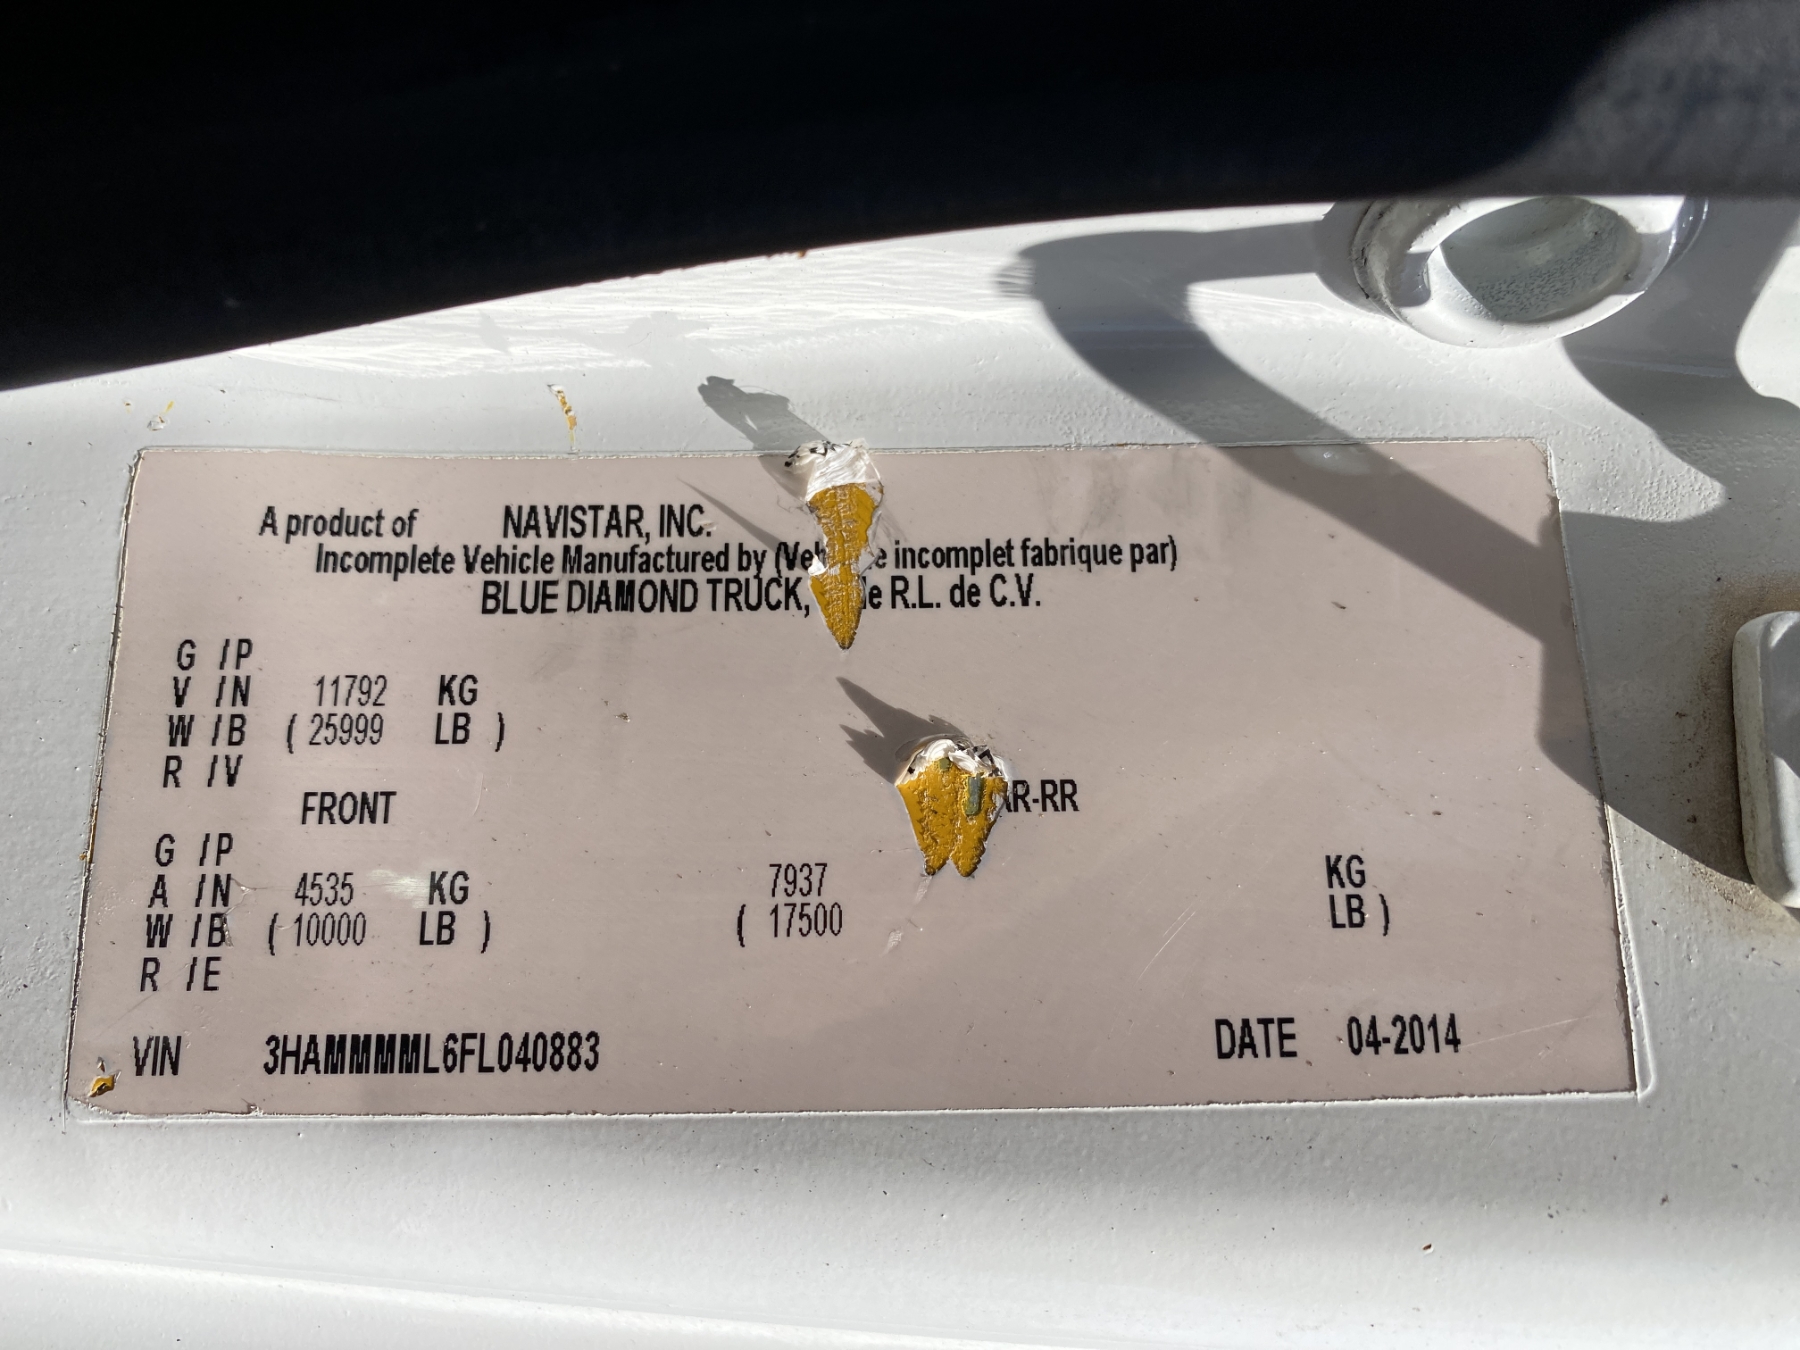 A product of NAVISTAR, INC.
Incomplete Vehicle Manufactured by incomplet fabrique par)
BLUE DIAMOND TRUCK, de R.L. de C.V.
G /P
V /N 11792 KG
W /B ( 25999 LB )
R /V
FRONT AR-RR
G /P
A /N 4535 KG 7937 KG
W /B ( 10000 LB ) ( 17500 LB )
R /E
VIN 3HAMMMML6FL040883 DATE 04-2014